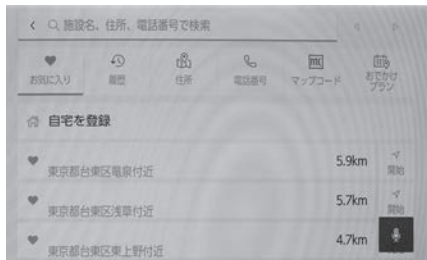 施設名、住所、電話番号で検索
お気に入り
履歴
住所
電話番号
マップコード
おでかけ
プラン
自宅を登録
5.9km
東京都台東区竜泉付近
開始
5.7km
東京都台東区浅草付近
開始
4.7km
東京都台東区東上野付近